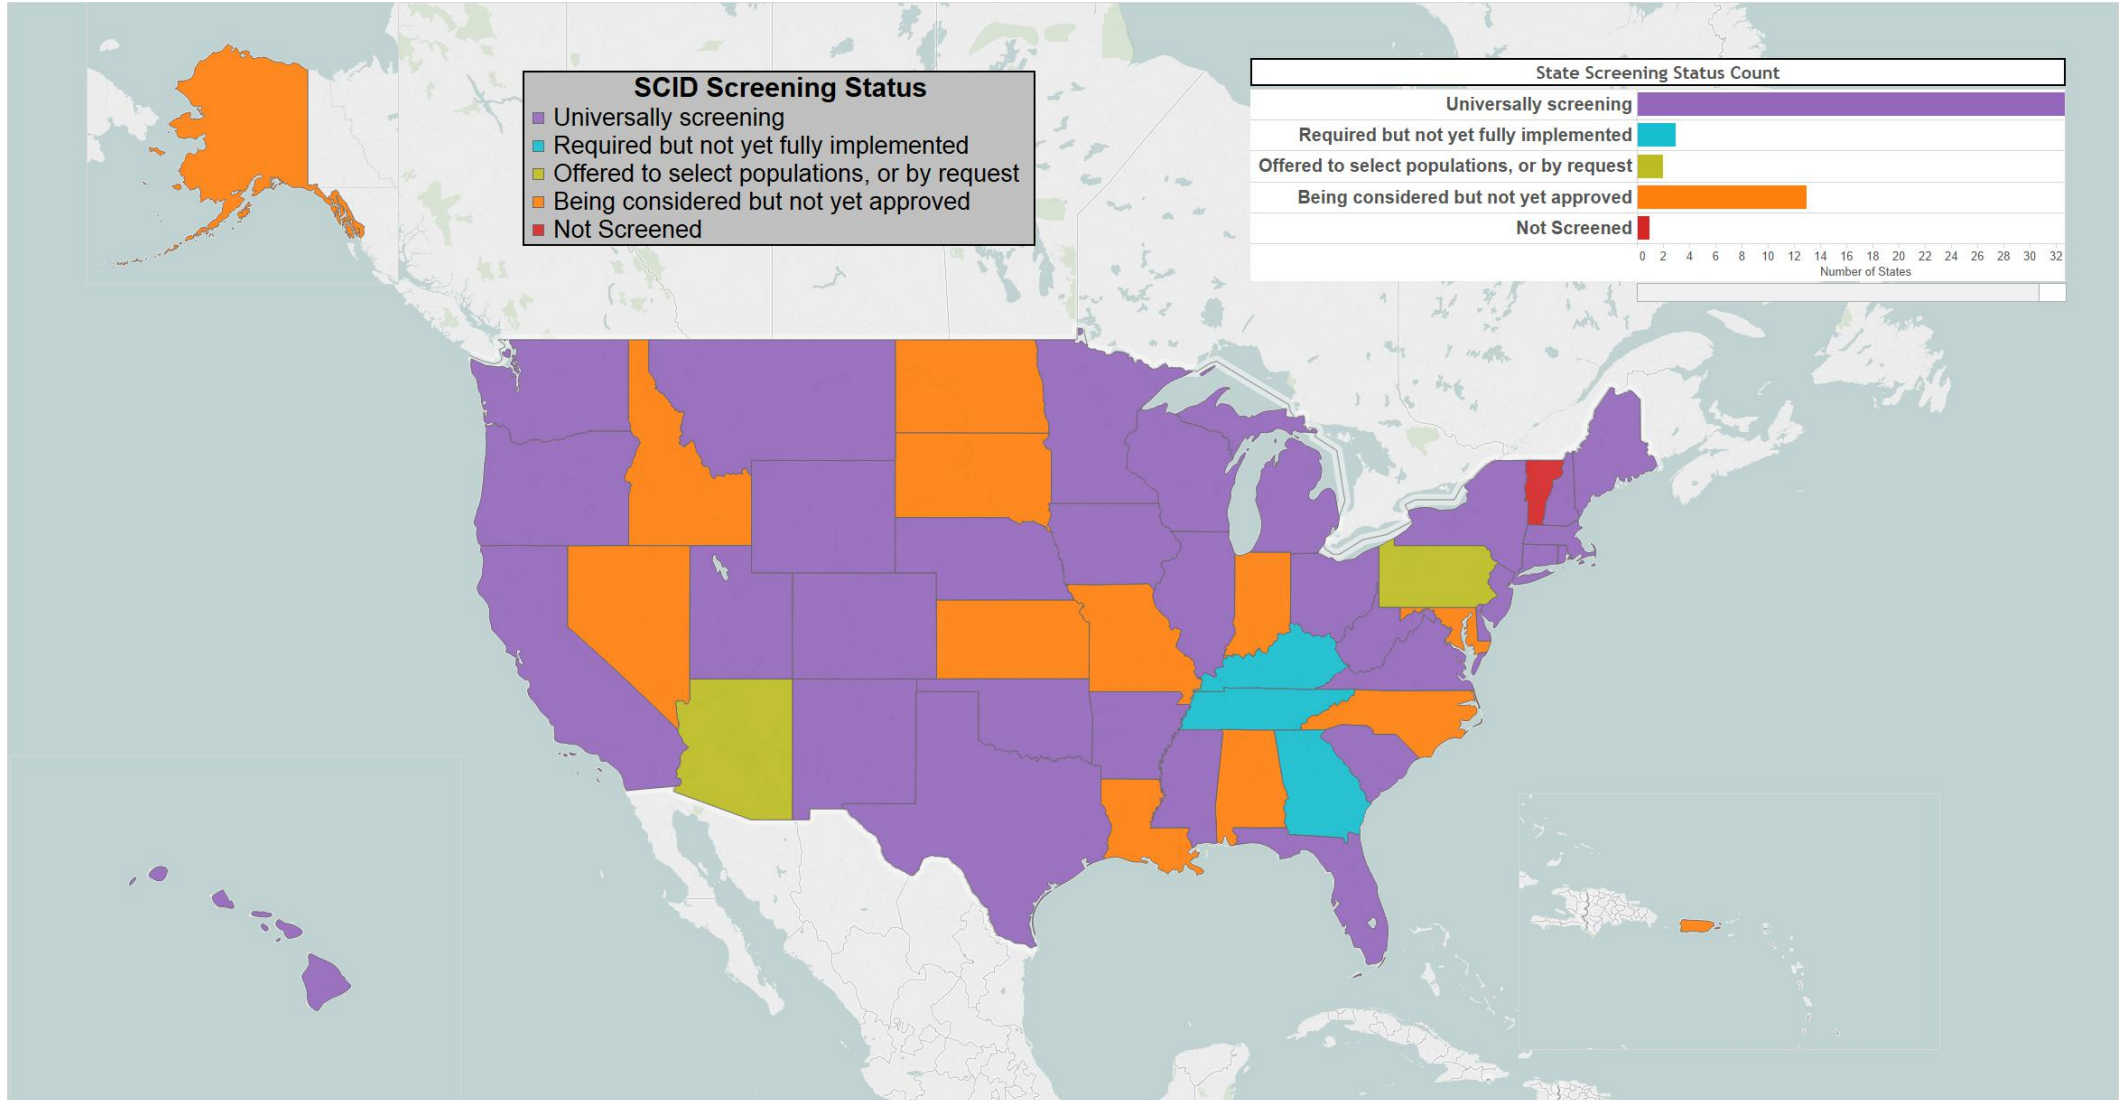 SCID Screening Status
Universally screening
Required but not yet fully implemented
Offered to select populations, or by request
Being considered but not yet approved
Not Screened
State Screening Status Count
Universally screening
Required but not yet fully implemented
Offered to select populations, or by request
Being considered but not yet approved
Not Screened
0 2 4 6 8 10 12 14 16 18 20 22 24 26 28 30 32
Number of States